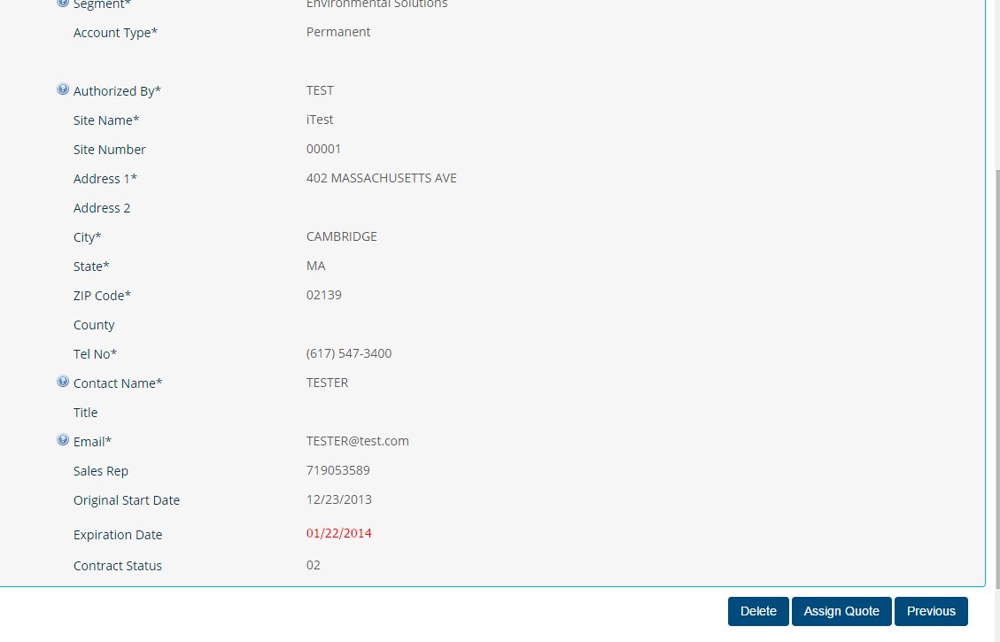 Segment* Environmental Solutions
Account Type* Permanent
Authorized By* TEST
Site Name* iTest
Site Number 00001
Address 1* 402 MASSACHUSETTS AVE
Address 2
City* CAMBRIDGE
State* MA
ZIP Code* 02139
County
Tel No* (617) 547-3400
Contact Name* TESTER
Title
Email* TESTER@test.com
Sales Rep 719053589
Original Start Date 12/23/2013
Expiration Date 01/22/2014
Contract Status 02
Delete Assign Quote Previous